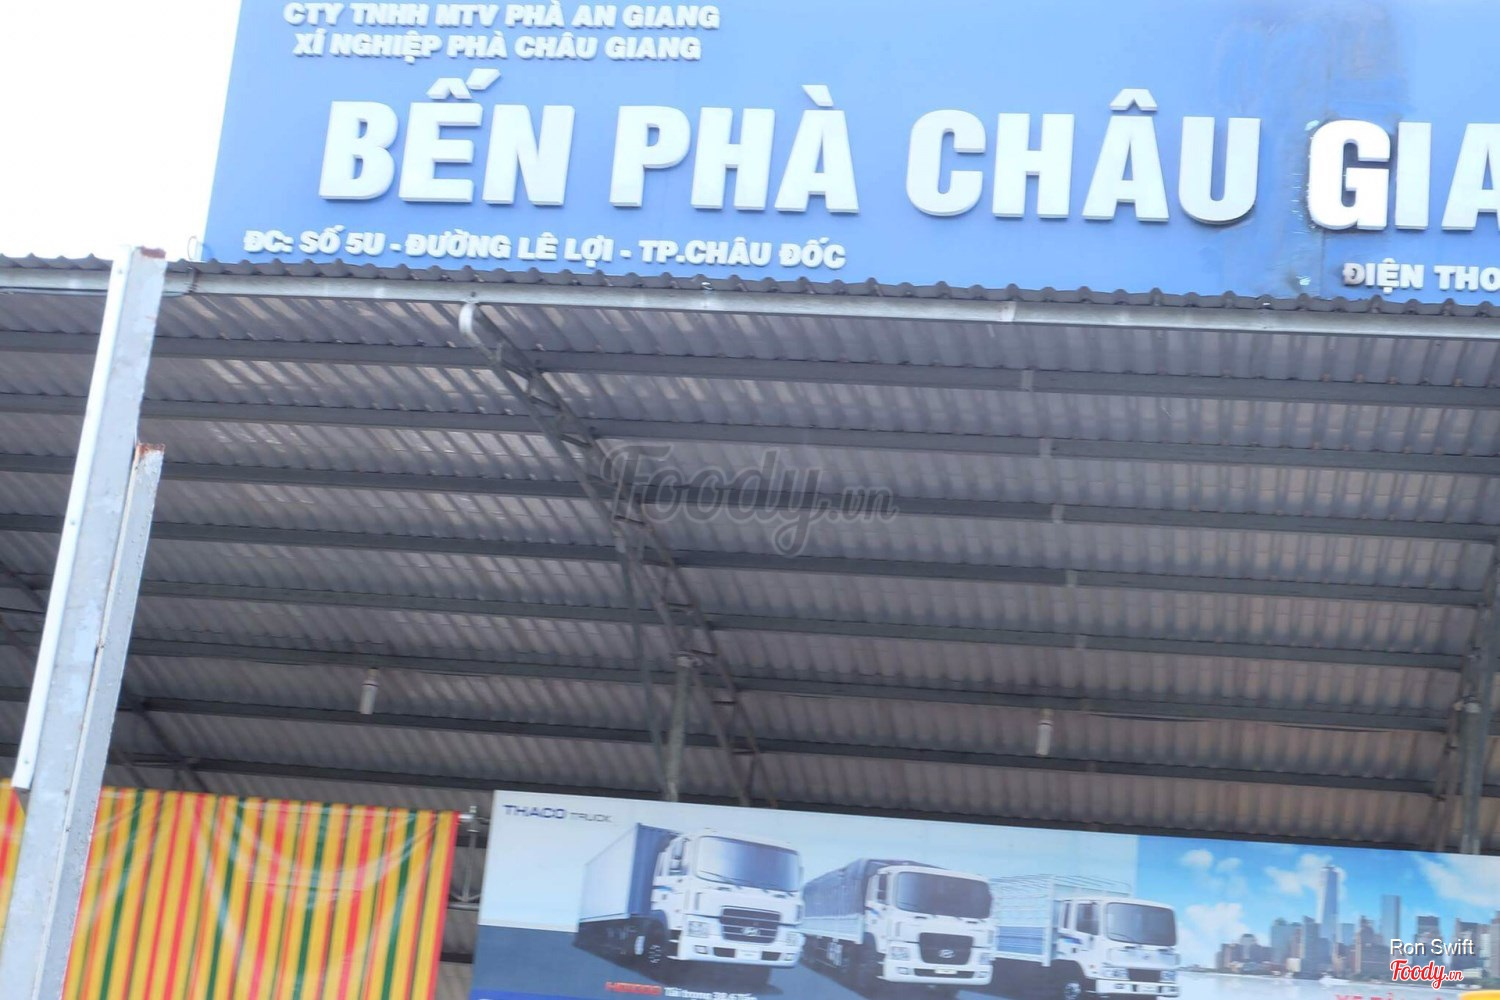 CTY TNHH MTV PHÀ AN GIANG
XÍ NGHIỆP PHÀ CHÂU GIANG
BẾN PHÀ CHÂU GIA
ĐC: SỐ 5U - ĐƯỜNG LÊ LỢI - TP.CHÂU ĐỐC
ĐIỆN THO
Foody.vn
THACO TRUCK
Ron Swift
Foody.vn